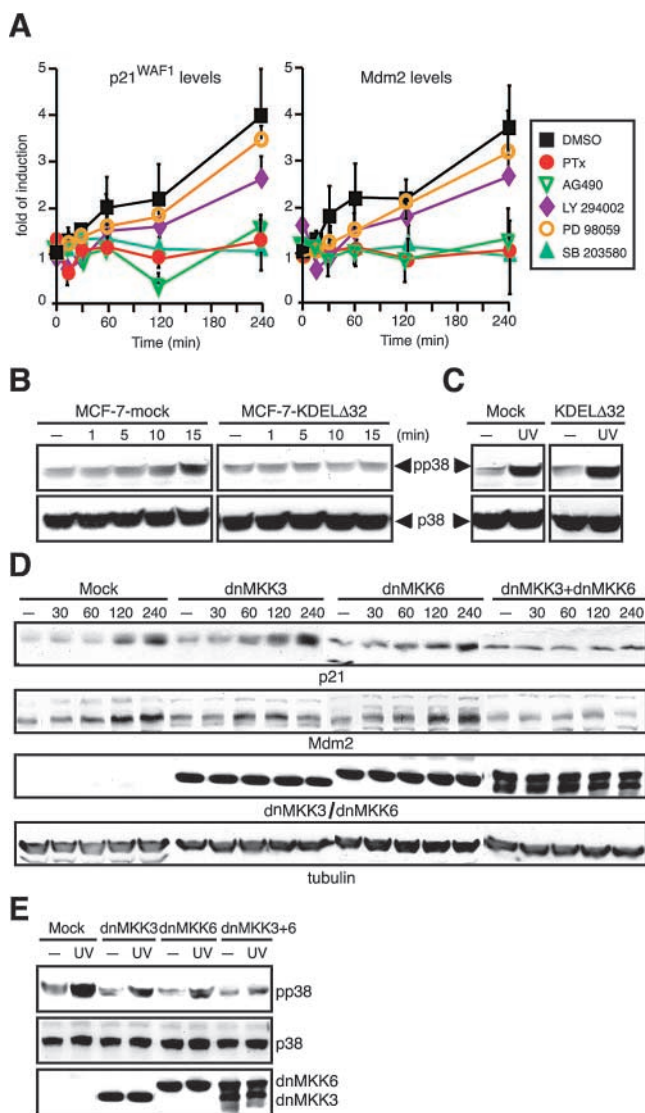 A
p21WAF1 levels
Mdm2 levels
fold of induction
5
4
3
2
1
0
0 60 120 180 240
Time (min)
5
4
3
2
1
0
0 60 120 180 240
Time (min)
DMSO
PTx
AG490
LY 294002
PD 98059
SB 203580
B
MCF-7-mock MCF-7-KDELΔ32
– 1 5 10 15 – 1 5 10 15 (min)
pp38
p38
C
Mock KDELΔ32
– UV – UV
D
Mock dnMKK3 dnMKK6 dnMKK3+dnMKK6
– 30 60 120 240 – 30 60 120 240 – 30 60 120 240 – 30 60 120 240
p21
Mdm2
dnMKK3/dnMKK6
tubulin
E
Mock dnMKK3 dnMKK6 dnMKK3+6
– UV – UV – UV – UV
pp38
p38
dnMKK6
dnMKK3